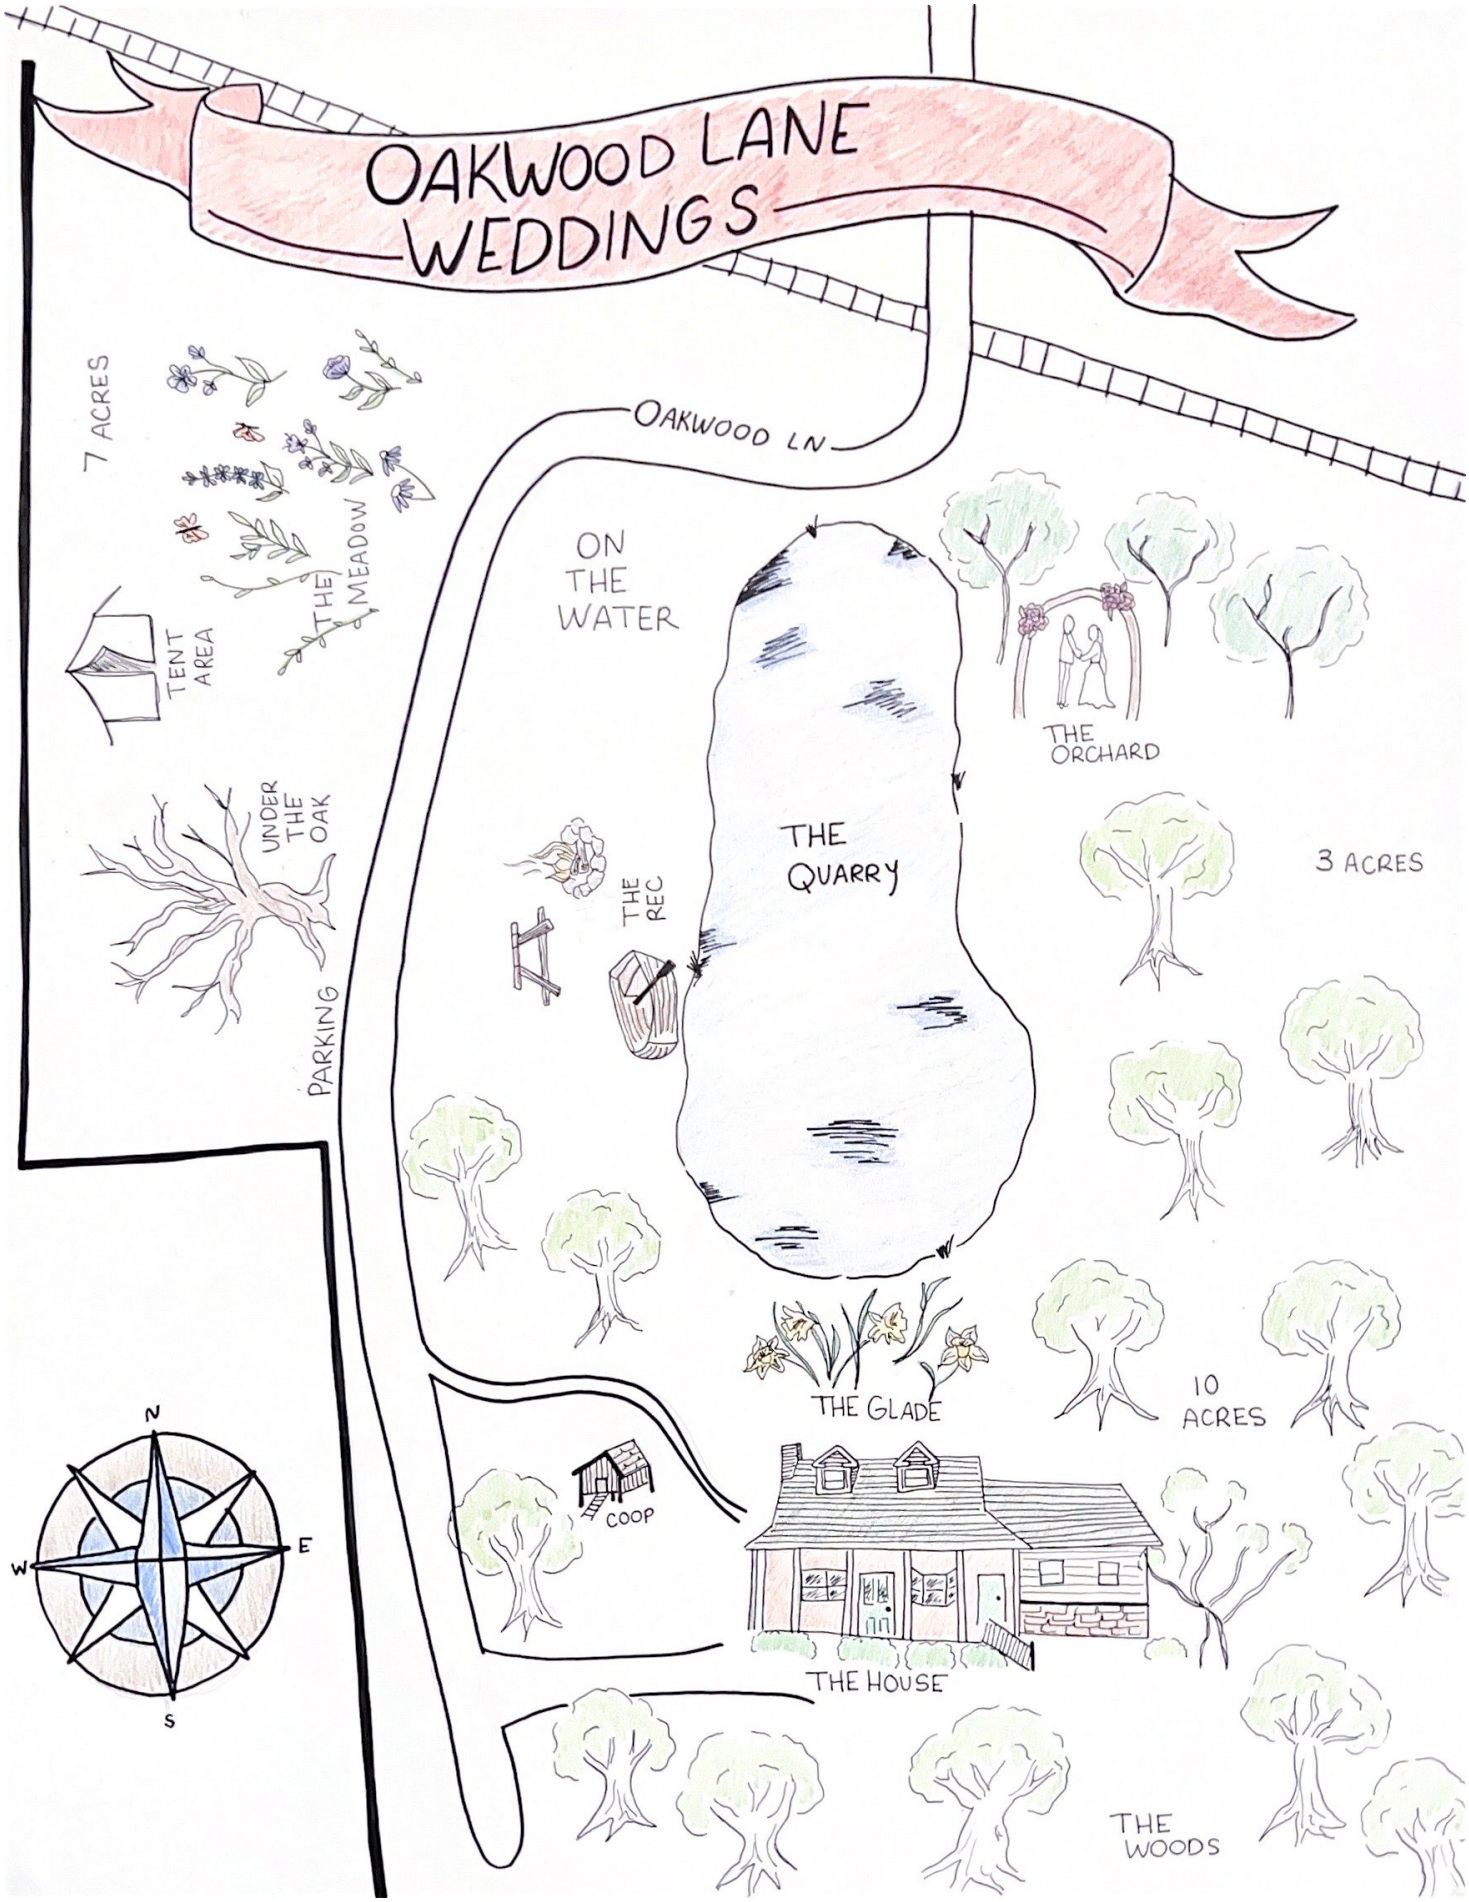 OAKWOOD LANE
WEDDINGS
OAKWOOD LN
7 ACRES
THE
MEADOW
TENT
AREA
UNDER
THE
OAK
PARKING
ON
THE
WATER
THE
REC
THE
QUARRY
THE
ORCHARD
3 ACRES
THE GLADE
10
ACRES
COOP
THE HOUSE
THE
WOODS
N
W
E
S